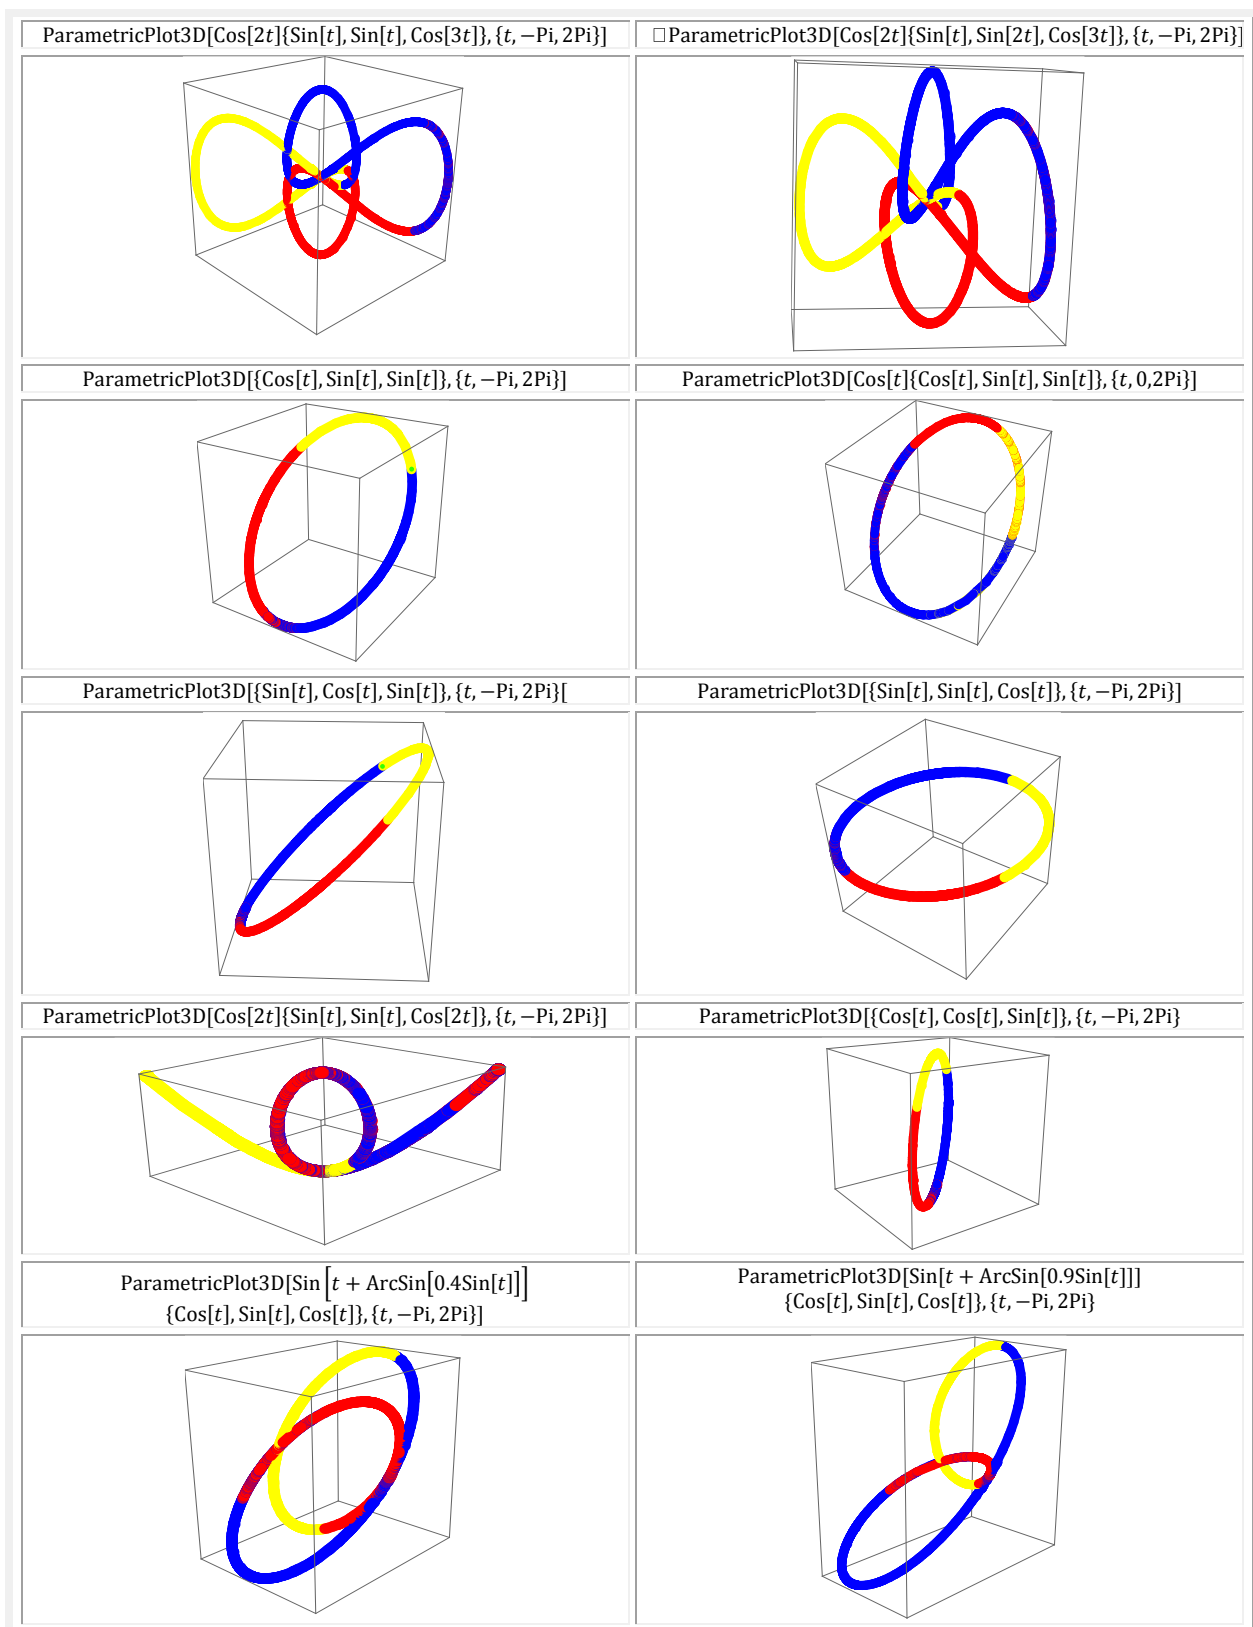 ParametricPlot3D[Cos[2t]{Sin[t], Sin[t], Cos[3t]}, {t, −Pi, 2Pi}]
□ParametricPlot3D[Cos[2t]{Sin[t], Sin[2t], Cos[3t]}, {t, −Pi, 2Pi}]
ParametricPlot3D[{Cos[t], Sin[t], Sin[t]}, {t, −Pi, 2Pi}]
ParametricPlot3D[Cos[t]{Cos[t], Sin[t], Sin[t]}, {t, 0,2Pi}]
ParametricPlot3D[{Sin[t], Cos[t], Sin[t]}, {t, −Pi, 2Pi}[
ParametricPlot3D[{Sin[t], Sin[t], Cos[t]}, {t, −Pi, 2Pi}]
ParametricPlot3D[Cos[2t]{Sin[t], Sin[t], Cos[2t]}, {t, −Pi, 2Pi}]
ParametricPlot3D[{Cos[t], Cos[t], Sin[t]}, {t, −Pi, 2Pi}
ParametricPlot3D[Sin[t + ArcSin[0.4Sin[t]]]
{Cos[t], Sin[t], Cos[t]}, {t, −Pi, 2Pi}]
ParametricPlot3D[Sin[t + ArcSin[0.9Sin[t]]]
{Cos[t], Sin[t], Cos[t]}, {t, −Pi, 2Pi}